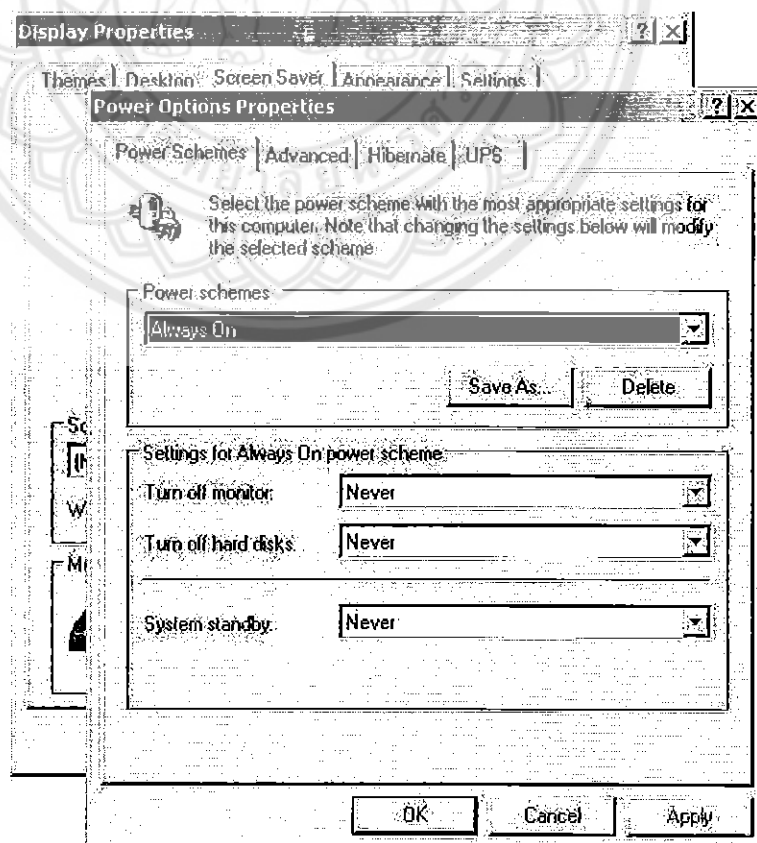 Display Properties
Themes Desktop Screen Saver Appearance Settings
Power Options Properties
Power Schemes Advanced Hibernate UPS
Select the power scheme with the most appropriate settings for
this computer. Note that changing the settings below will modify
the selected scheme
Power schemes
Always On
Save As... Delete
Sc
Settings for Always On power scheme
(N
Turn off monitor: Never
W
Turn off hard disks: Never
Mo
System standby: Never
OK Cancel Apply